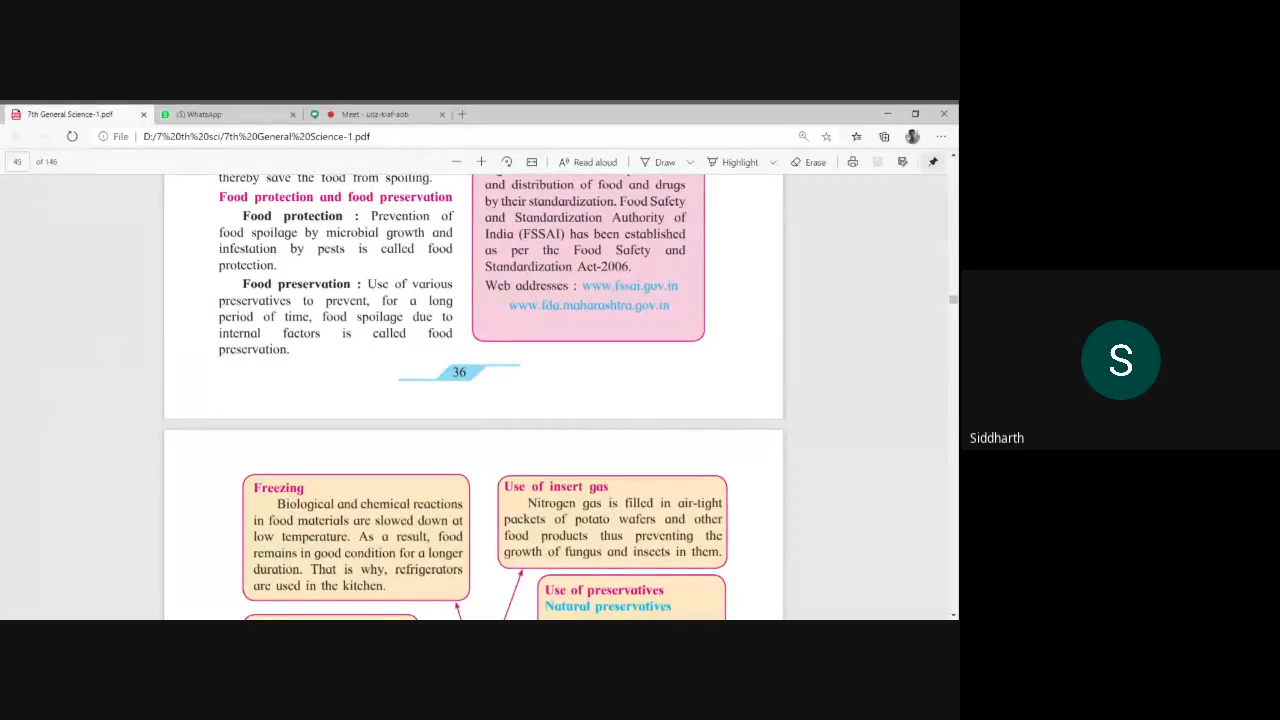 7th General Science-1.pdf
(5) WhatsApp
Meet - udz-kiaf-aob
File
D:/7%20th%20sci/7th%20General%20Science-1.pdf
45 of 146
Read aloud
Draw
Highlight
Erase
thereby save the food from spoiling.
Food protection and food preservation
Food protection : Prevention of
food spoilage by microbial growth and
infestation by pests is called food
protection.
Food preservation : Use of various
preservatives to prevent, for a long
period of time, food spoilage due to
internal factors is called food
preservation.
and distribution of food and drugs
by their standardization. Food Safety
and Standardization Authority of
India (FSSAI) has been established
as per the Food Safety and
Standardization Act-2006.
Web addresses : www.fssai.gov.in
www.fda.maharashtra.gov.in
36
Freezing
Biological and chemical reactions
in food materials are slowed down at
low temperature. As a result, food
remains in good condition for a longer
duration. That is why, refrigerators
are used in the kitchen.
Use of insert gas
Nitrogen gas is filled in air-tight
packets of potato wafers and other
food products thus preventing the
growth of fungus and insects in them.
Use of preservatives
Natural preservatives
S
Siddharth